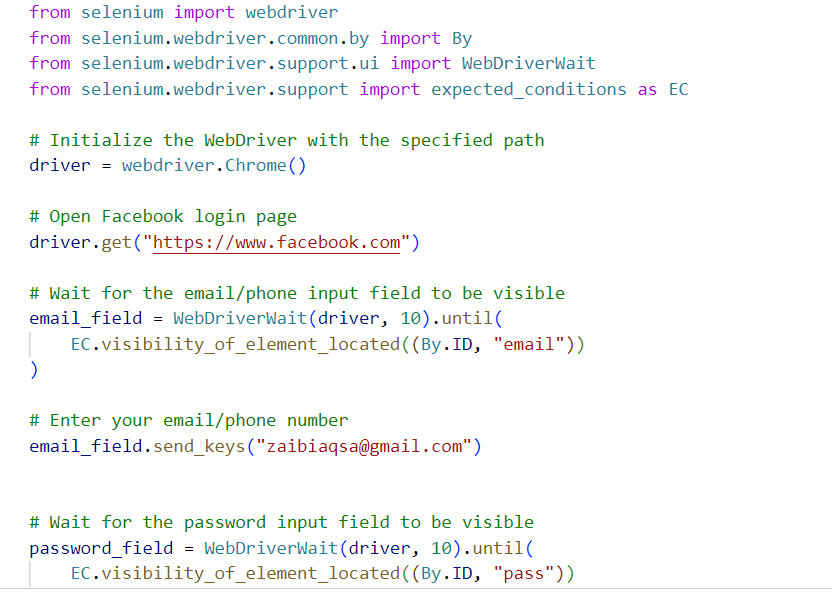 from selenium import webdriver
from selenium.webdriver.common.by import By
from selenium.webdriver.support.ui import WebDriverWait
from selenium.webdriver.support import expected_conditions as EC
# Initialize the WebDriver with the specified path
driver = webdriver.Chrome()
# Open Facebook login page
driver.get("https://www.facebook.com")
# Wait for the email/phone input field to be visible
email_field = WebDriverWait(driver, 10).until(
    EC.visibility_of_element_located((By.ID, "email"))
)
# Enter your email/phone number
email_field.send_keys("zaibiaqsa@gmail.com")
# Wait for the password input field to be visible
password_field = WebDriverWait(driver, 10).until(
    EC.visibility_of_element_located((By.ID, "pass"))